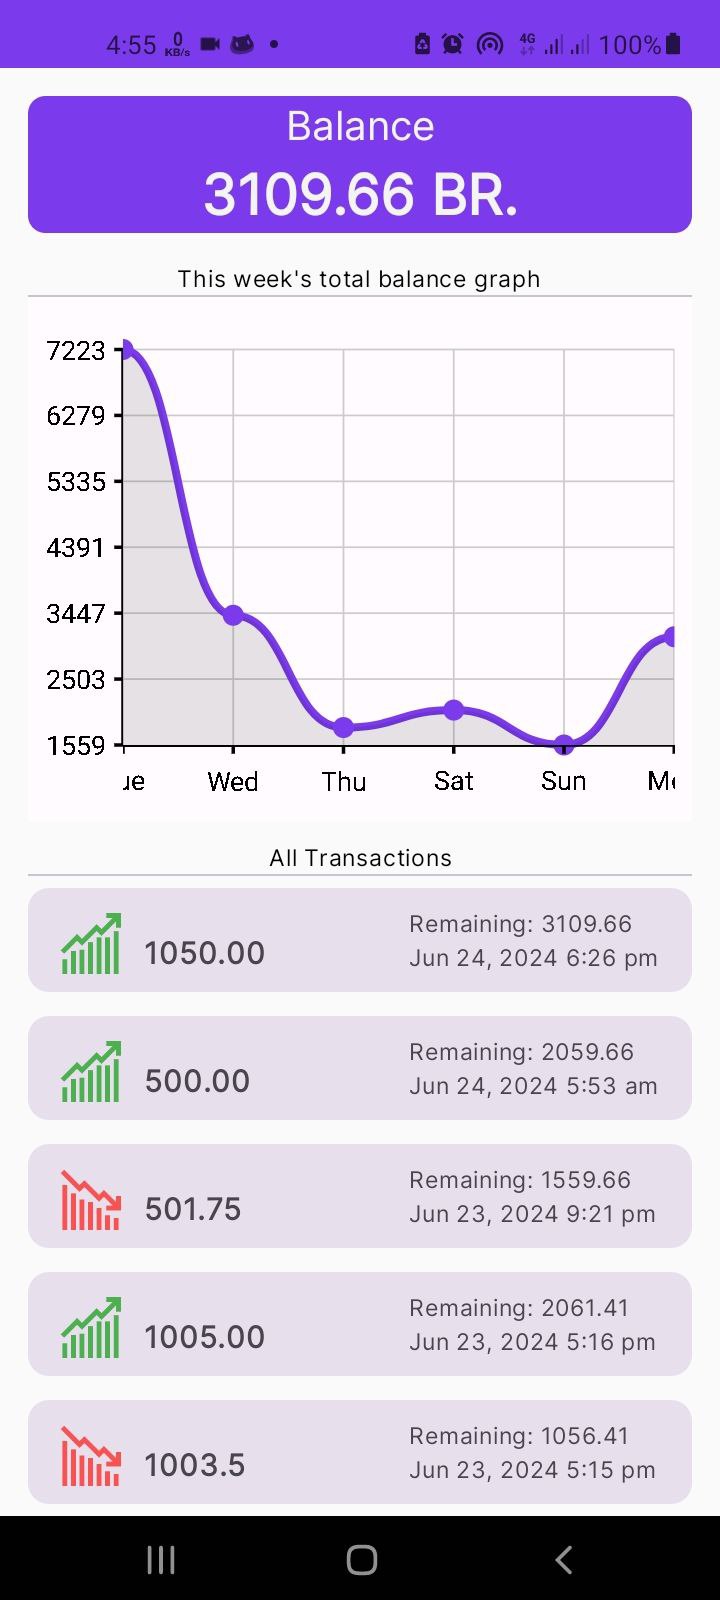 4:55 0 KB/s 4G 100%
Balance
3109.66 BR.
This week's total balance graph
7223
6279
5335
4391
3447
2503
1559
ue Wed Thu Sat Sun Mo
All Transactions
1050.00
Remaining: 3109.66
Jun 24, 2024 6:26 pm
500.00
Remaining: 2059.66
Jun 24, 2024 5:53 am
501.75
Remaining: 1559.66
Jun 23, 2024 9:21 pm
1005.00
Remaining: 2061.41
Jun 23, 2024 5:16 pm
1003.5
Remaining: 1056.41
Jun 23, 2024 5:15 pm